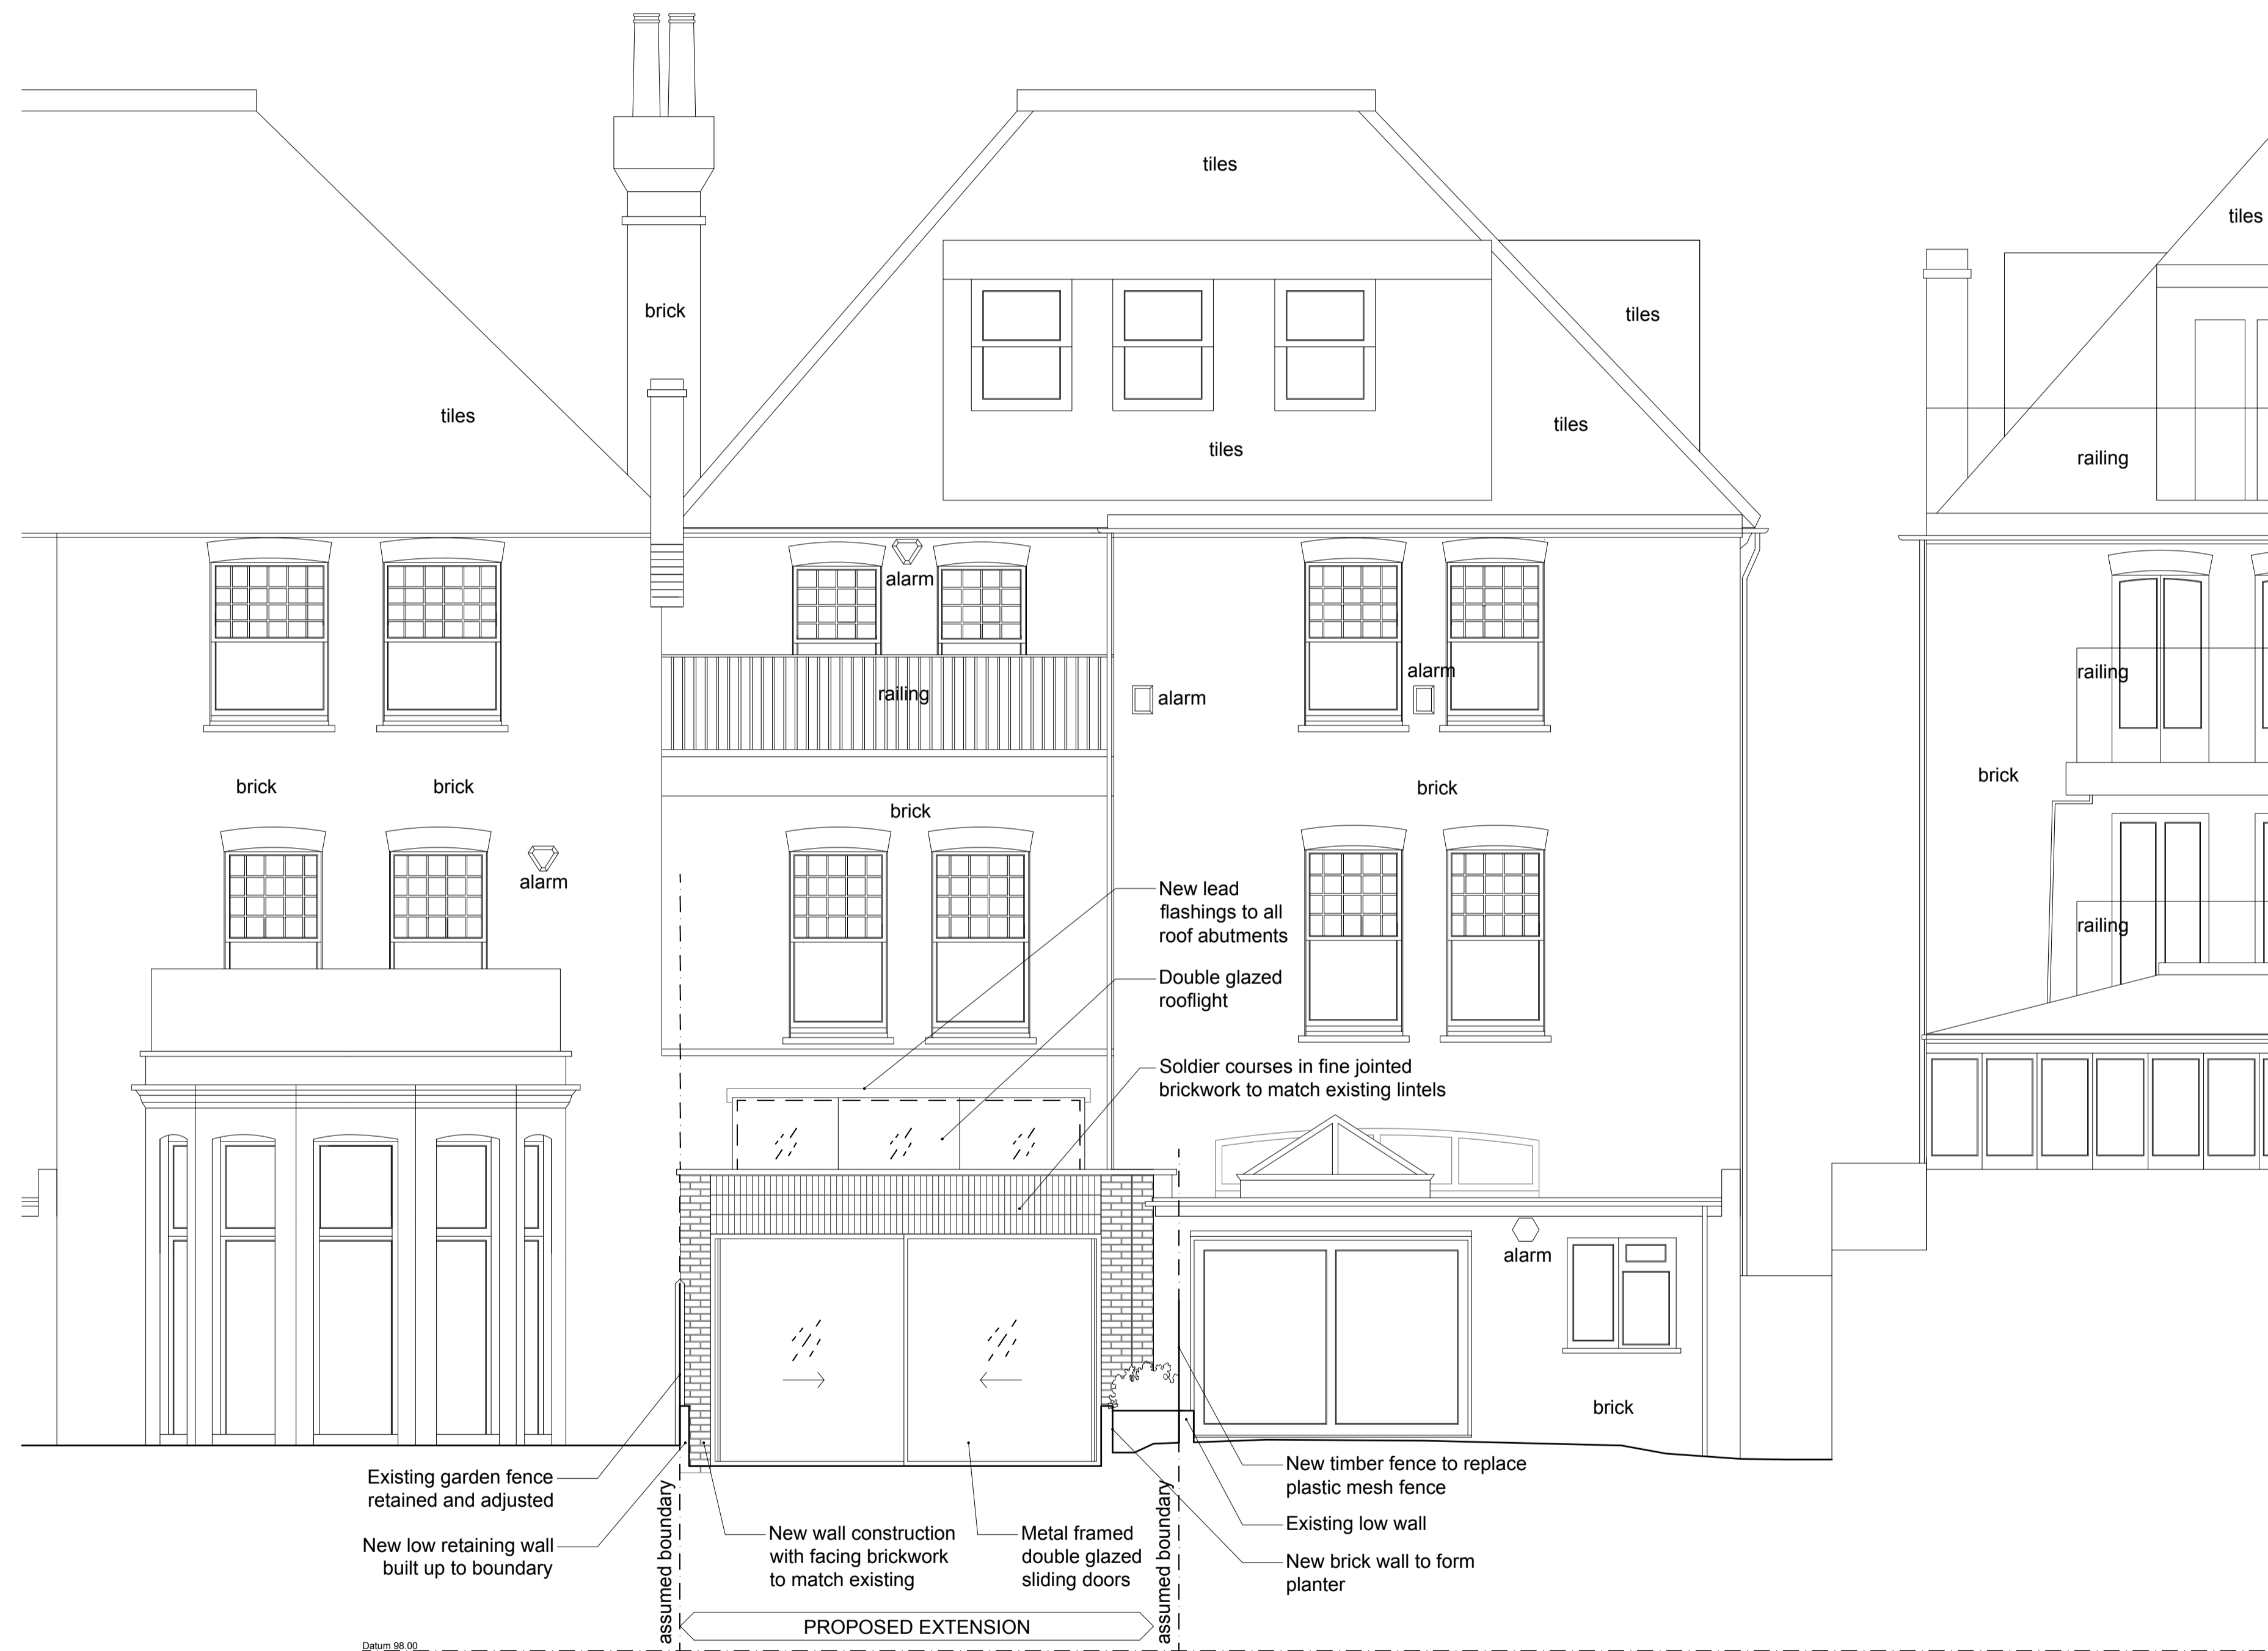 tiles
tiles
brick
tiles
tiles
tiles
tiles
railing
tiles
alarm
alarm
railing
railing
alarm
brick
brick
brick
brick
brick
alarm
New lead
flashings to all
roof abutments
railing
Double glazed
rooflight
Soldier courses in fine jointed
brickwork to match existing lintels
alarm
brick
Existing garden fence
retained and adjusted
New low retaining wall
built up to boundary
assumed boundary
New wall construction
with facing brickwork
to match existing
Metal framed
double glazed
sliding doors
assumed boundary
New timber fence to replace
plastic mesh fence
Existing low wall
New brick wall to form
planter
PROPOSED EXTENSION
Datum 98.00